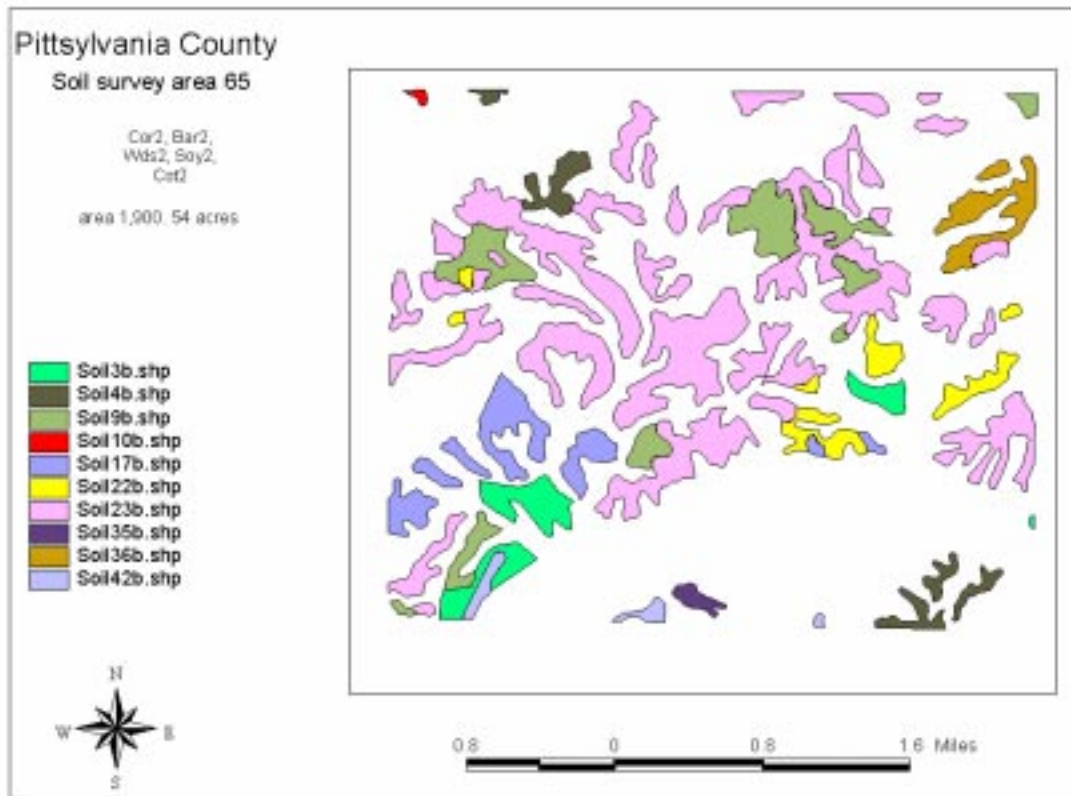 Pittsylvania County
Soil survey area 65
Cor2, Bar2,
Wds2, Soy2,
Cot2
area 1,900. 54 acres
Soil3b.shp
Soil4b.shp
Soil9b.shp
Soil10b.shp
Soil17b.shp
Soil22b.shp
Soil23b.shp
Soil35b.shp
Soil36b.shp
Soil42b.shp
N
W E
S
0.8 0 0.8 1.6 Miles